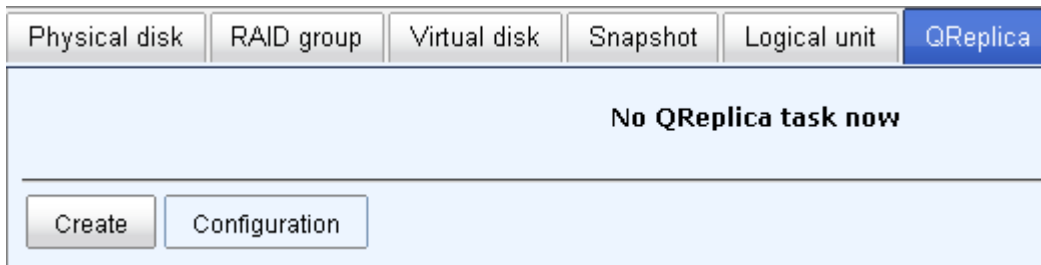 Physical disk RAID group Virtual disk Snapshot Logical unit QReplica
No QReplica task now
Create Configuration